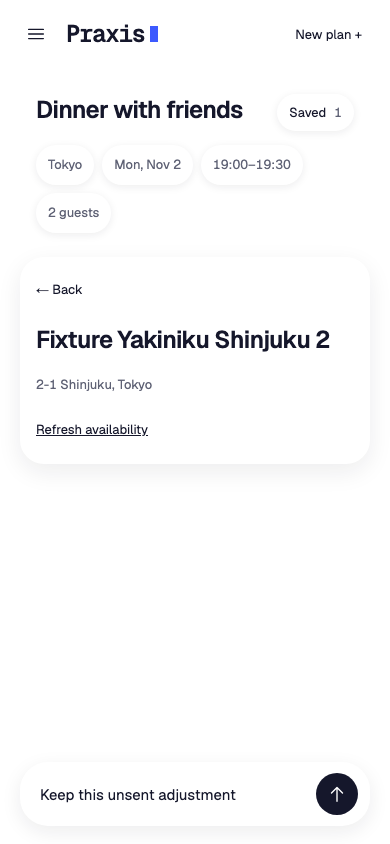 Praxis
New plan +
Dinner with friends
Saved 1
Tokyo
Mon, Nov 2
19:00–19:30
2 guests
← Back
Fixture Yakiniku Shinjuku 2
2-1 Shinjuku, Tokyo
Refresh availability
Keep this unsent adjustment